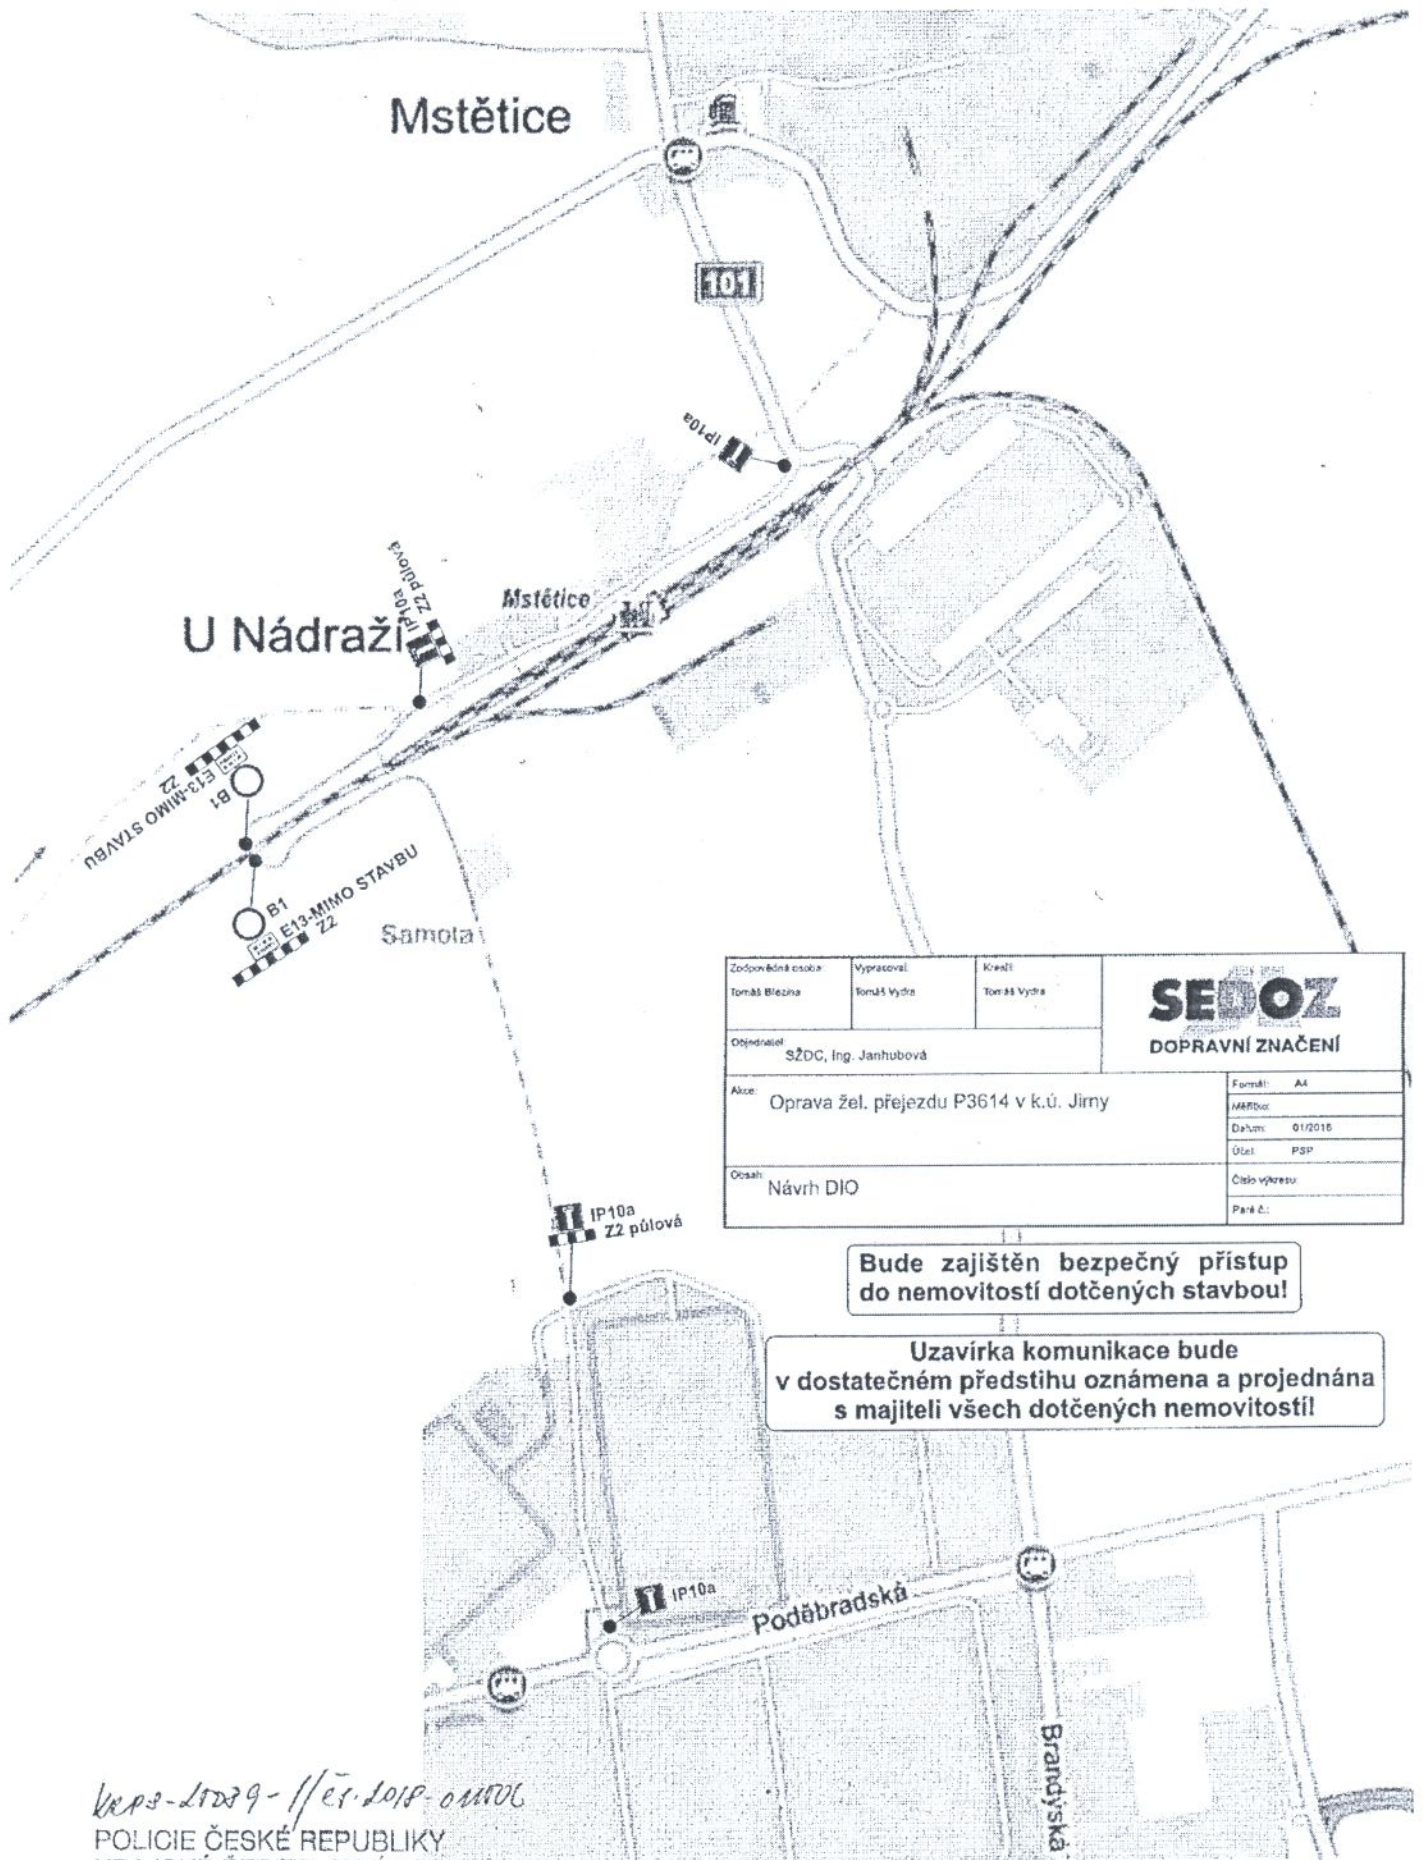 Mstětice
101
IP10a
IP10a
Z2 půlová
Mstětice
U Nádraží
Z2
E13-MIMO STAVBU
B1
B1
E13-MIMO STAVBU
Z2
Samota
Zodpovědná osoba:
Tomáš Březina
Vypracoval:
Tomáš Vydra
Kreslil:
Tomáš Vydra
SEDOZ
DOPRAVNÍ ZNAČENÍ
Objednatel:
SŽDC, Ing. Janhubová
Akce:
Oprava žel. přejezdu P3614 v k.ú. Jirny
Formát: A4
Měřítko:
Datum: 01/2018
Účel: PSP
Obsah:
Návrh DIO
Číslo výkresu:
Paré č.:
IP10a
Z2 půlová
Bude zajištěn bezpečný přístup
do nemovitostí dotčených stavbou!
Uzavírka komunikace bude
v dostatečném předstihu oznámena a projednána
s majiteli všech dotčených nemovitostí!
IP10a
Poděbradská
Brandýská
POLICIE ČESKÉ REPUBLIKY